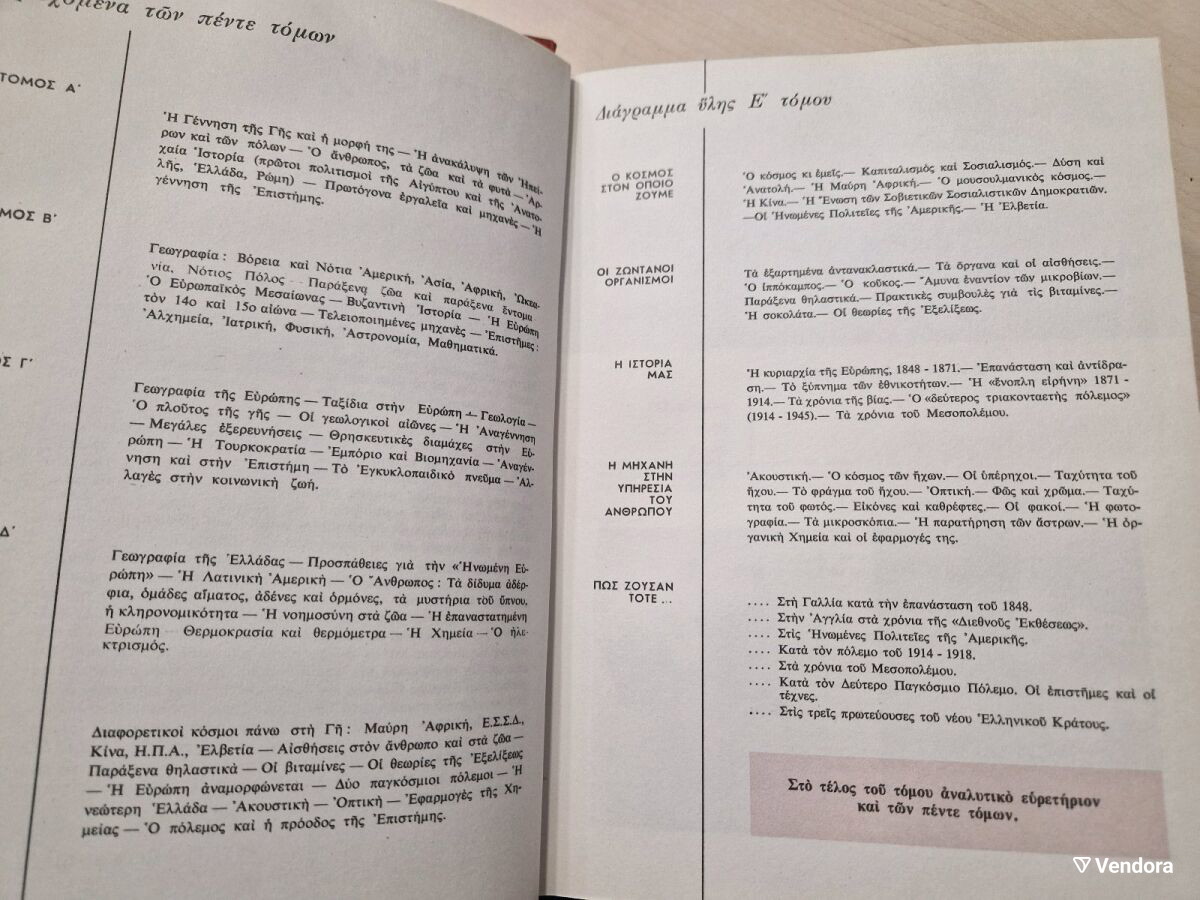 χόμενα τῶν πέντε τόμων
ΤΟΜΟΣ Α΄
Ἡ Γέννηση τῆς Γῆς καὶ ἡ μορφή της — Ἡ ἀνακάλυψη τῶν Ἠπεί-
ρων καὶ τῶν πόλων — Ὁ ἄνθρωπος, τὰ ζῶα καὶ τὰ φυτὰ — Ἀρ-
χαία Ἱστορία (πρῶτοι πολιτισμοὶ τῆς Αἰγύπτου καὶ τῆς Ἀνατο-
λῆς, Ἑλλάδα, Ρώμη) — Πρωτόγονα ἐργαλεῖα καὶ μηχανὲς — Ἡ
γέννηση τῆς Ἐπιστήμης.
ΜΟΣ Β΄
Γεωγραφία: Βόρεια καὶ Νότια Ἀμερική, Ἀσία, Ἀφρική, Ὠκεα-
νία, Νότιος Πόλος — Παράξενα ζῶα καὶ παράξενα ἔντομα —
Ὁ Εὐρωπαϊκὸς Μεσαίωνας — Βυζαντινὴ Ἱστορία — Ἡ Εὐρώπη
τὸν 14ο καὶ 15ο αἰώνα — Τελειοποιημένες μηχανὲς — Ἐπιστῆμες:
Ἀλχημεία, Ἰατρική, Φυσική, Ἀστρονομία, Μαθηματικά.
ΟΣ Γ΄
Γεωγραφία τῆς Εὐρώπης — Ταξίδια στὴν Εὐρώπη — Γεωλογία —
Ὁ πλοῦτος τῆς γῆς — Οἱ γεωλογικοὶ αἰῶνες — Ἡ Ἀναγέννηση
— Μεγάλες ἐξερευνήσεις — Θρησκευτικὲς διαμάχες στὴν Εὐ-
ρώπη — Ἡ Τουρκοκρατία — Ἐμπόριο καὶ Βιομηχανία — Ἀναγέν-
νηση καὶ στὴν Ἐπιστήμη — Τὸ Ἐγκυκλοπαιδικὸ πνεῦμα — Ἀλ-
λαγὲς στὴν κοινωνικὴ ζωή.
Δ΄
Γεωγραφία τῆς Ἑλλάδας — Προσπάθειες γιὰ τὴν «Ἡνωμένη Εὐ-
ρώπη» — Ἡ Λατινικὴ Ἀμερικὴ — Ὁ Ἄνθρωπος: Τὰ δίδυμα ἀδέρ-
φια, ὁμάδες αἵματος, ἀδένες καὶ ὁρμόνες, τὰ μυστήρια τοῦ ὕπνου,
ἡ κληρονομικότητα — Ἡ νοημοσύνη στὰ ζῶα — Ἡ ἐπαναστατημένη
Εὐρώπη — Θερμοκρασία καὶ θερμόμετρα — Ἡ Χημεία — Ὁ ἠλε-
κτρισμός.
Διαφορετικοὶ κόσμοι πάνω στὴ Γῆ: Μαύρη Ἀφρική, Ε.Σ.Σ.Δ.,
Κίνα, Η.Π.Α., Ἑλβετία — Αἰσθήσεις στὸν ἄνθρωπο καὶ στὰ ζῶα —
Παράξενα θηλαστικὰ — Οἱ βιταμίνες — Οἱ θεωρίες τῆς Ἐξελίξεως
— Ἡ Εὐρώπη ἀναμορφώνεται — Δύο παγκόσμιοι πόλεμοι — Ἡ
νεώτερη Ἑλλάδα — Ἀκουστικὴ — Ὀπτικὴ — Ἐφαρμογὲς τῆς Χη-
μείας — Ὁ πόλεμος καὶ ἡ πρόοδος τῆς Ἐπιστήμης.
Διάγραμμα ὕλης Ε΄ τόμου
Ο ΚΟΣΜΟΣ
ΣΤΟΝ ΟΠΟΙΟ
ΖΟΥΜΕ
Ὁ κόσμος κι ἐμεῖς.— Καπιταλισμὸς καὶ Σοσιαλισμός.— Δύση καὶ
Ἀνατολή.— Ἡ Μαύρη Ἀφρική.— Ὁ μουσουλμανικὸς κόσμος.—
Ἡ Κίνα.— Ἡ Ἕνωση τῶν Σοβιετικῶν Σοσιαλιστικῶν Δημοκρατιῶν.
—Οἱ Ἡνωμένες Πολιτεῖες τῆς Ἀμερικῆς.— Ἡ Ἑλβετία.
ΟΙ ΖΩΝΤΑΝΟΙ
ΟΡΓΑΝΙΣΜΟΙ
Τὰ ἐξαρτημένα ἀντανακλαστικά.— Τὰ ὄργανα καὶ οἱ αἰσθήσεις.—
Ὁ ἱππόκαμπος.— Ὁ κοῦκος.— Ἄμυνα ἐναντίον τῶν μικροβίων.—
Παράξενα θηλαστικά.— Πρακτικὲς συμβουλὲς γιὰ τὶς βιταμίνες.—
Ἡ σοκολάτα.— Οἱ θεωρίες τῆς Ἐξελίξεως.
Η ΙΣΤΟΡΙΑ
ΜΑΣ
Ἡ κυριαρχία τῆς Εὐρώπης, 1848 - 1871.— Ἐπανάσταση καὶ ἀντίδρα-
ση.— Τὸ ξύπνημα τῶν ἐθνικοτήτων.— Ἡ «ἔνοπλη εἰρήνη» 1871 -
1914.— Τὰ χρόνια τῆς βίας.— Ὁ «δεύτερος τριακονταετὴς πόλεμος»
(1914 - 1945).— Τὰ χρόνια τοῦ Μεσοπολέμου.
Η ΜΗΧΑΝΗ
ΣΤΗΝ
ΥΠΗΡΕΣΙΑ
ΤΟΥ
ΑΝΘΡΩΠΟΥ
Ἀκουστική.— Ὁ κόσμος τῶν ἤχων.— Οἱ ὑπέρηχοι.— Ταχύτητα τοῦ
ἤχου.— Τὸ φράγμα τοῦ ἤχου.— Ὀπτική.— Φῶς καὶ χρῶμα.— Ταχύ-
τητα τοῦ φωτός.— Εἰκόνες καὶ καθρέφτες.— Οἱ φακοί.— Ἡ φωτο-
γραφία.— Τὰ μικροσκόπια.— Ἡ παρατήρηση τῶν ἄστρων.— Ἡ ὀρ-
γανικὴ Χημεία καὶ οἱ ἐφαρμογές της.
ΠΩΣ ΖΟΥΣΑΝ
ΤΟΤΕ ...
.... Στὴ Γαλλία κατὰ τὴν ἐπανάσταση τοῦ 1848.
.... Στὴν Ἀγγλία στὰ χρόνια τῆς «Διεθνοῦς Ἐκθέσεως».
.... Στὶς Ἡνωμένες Πολιτεῖες τῆς Ἀμερικῆς.
.... Κατὰ τὸν πόλεμο τοῦ 1914 - 1918.
.... Στὰ χρόνια τοῦ Μεσοπολέμου.
.... Κατὰ τὸν Δεύτερο Παγκόσμιο Πόλεμο. Οἱ ἐπιστῆμες καὶ οἱ
τέχνες.
.... Στὶς τρεῖς πρωτεύουσες τοῦ νέου Ἑλληνικοῦ Κράτους.
Στὸ τέλος τοῦ τόμου ἀναλυτικὸ εὑρετήριον
καὶ τῶν πέντε τόμων.
Vendora